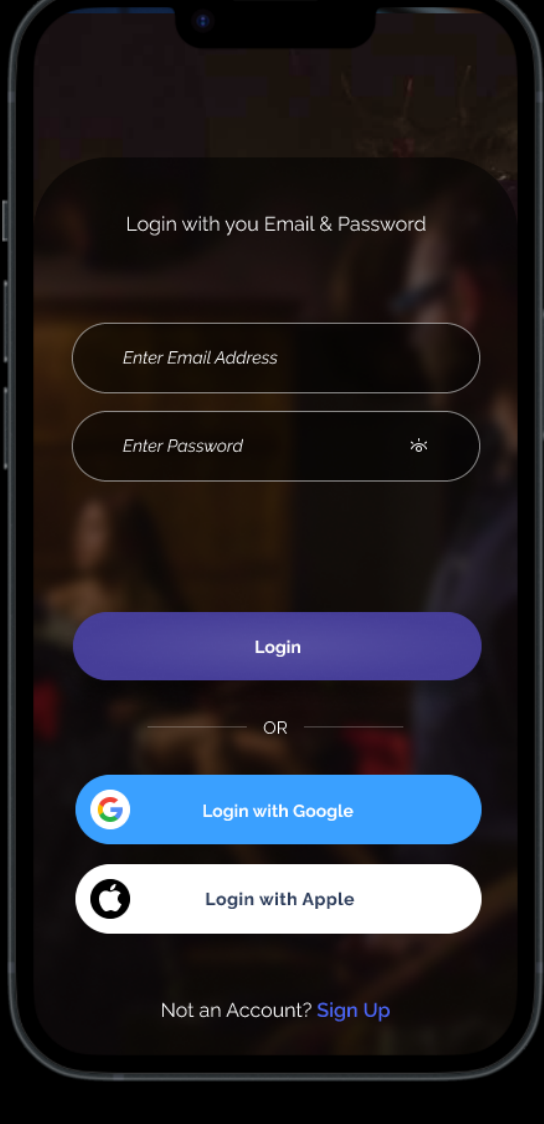 Login with you Email & Password
Enter Email Address
Enter Password
Login
OR
Login with Google
Login with Apple
Not an Account? Sign Up